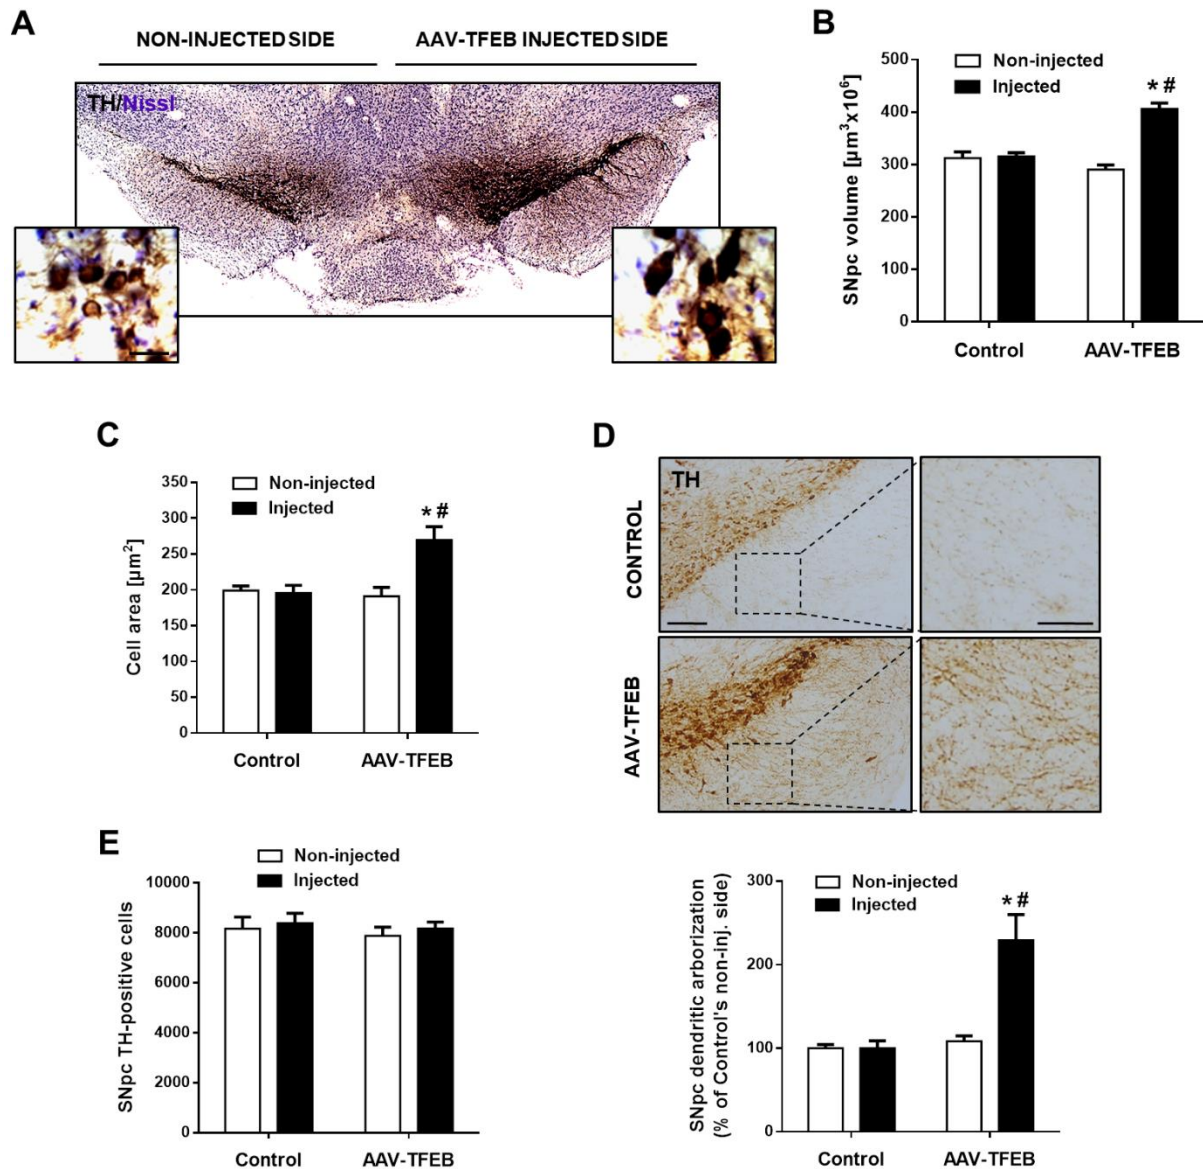 A
NON-INJECTED SIDE
AAV-TFEB INJECTED SIDE
TH/Nissl
B
Non-injected
Injected
SNpc volume [µm³x10⁶]
500
400
300
200
100
0
* #
Control
AAV-TFEB
C
Non-injected
Injected
Cell area [µm²]
350
300
250
200
150
100
50
0
* #
Control
AAV-TFEB
D
TH
CONTROL
AAV-TFEB
Non-injected
Injected
SNpc dendritic arborization
(% of Control's non-inj. side)
300
200
100
0
* #
Control
AAV-TFEB
E
Non-injected
Injected
SNpc TH-positive cells
10000
8000
6000
4000
2000
0
Control
AAV-TFEB